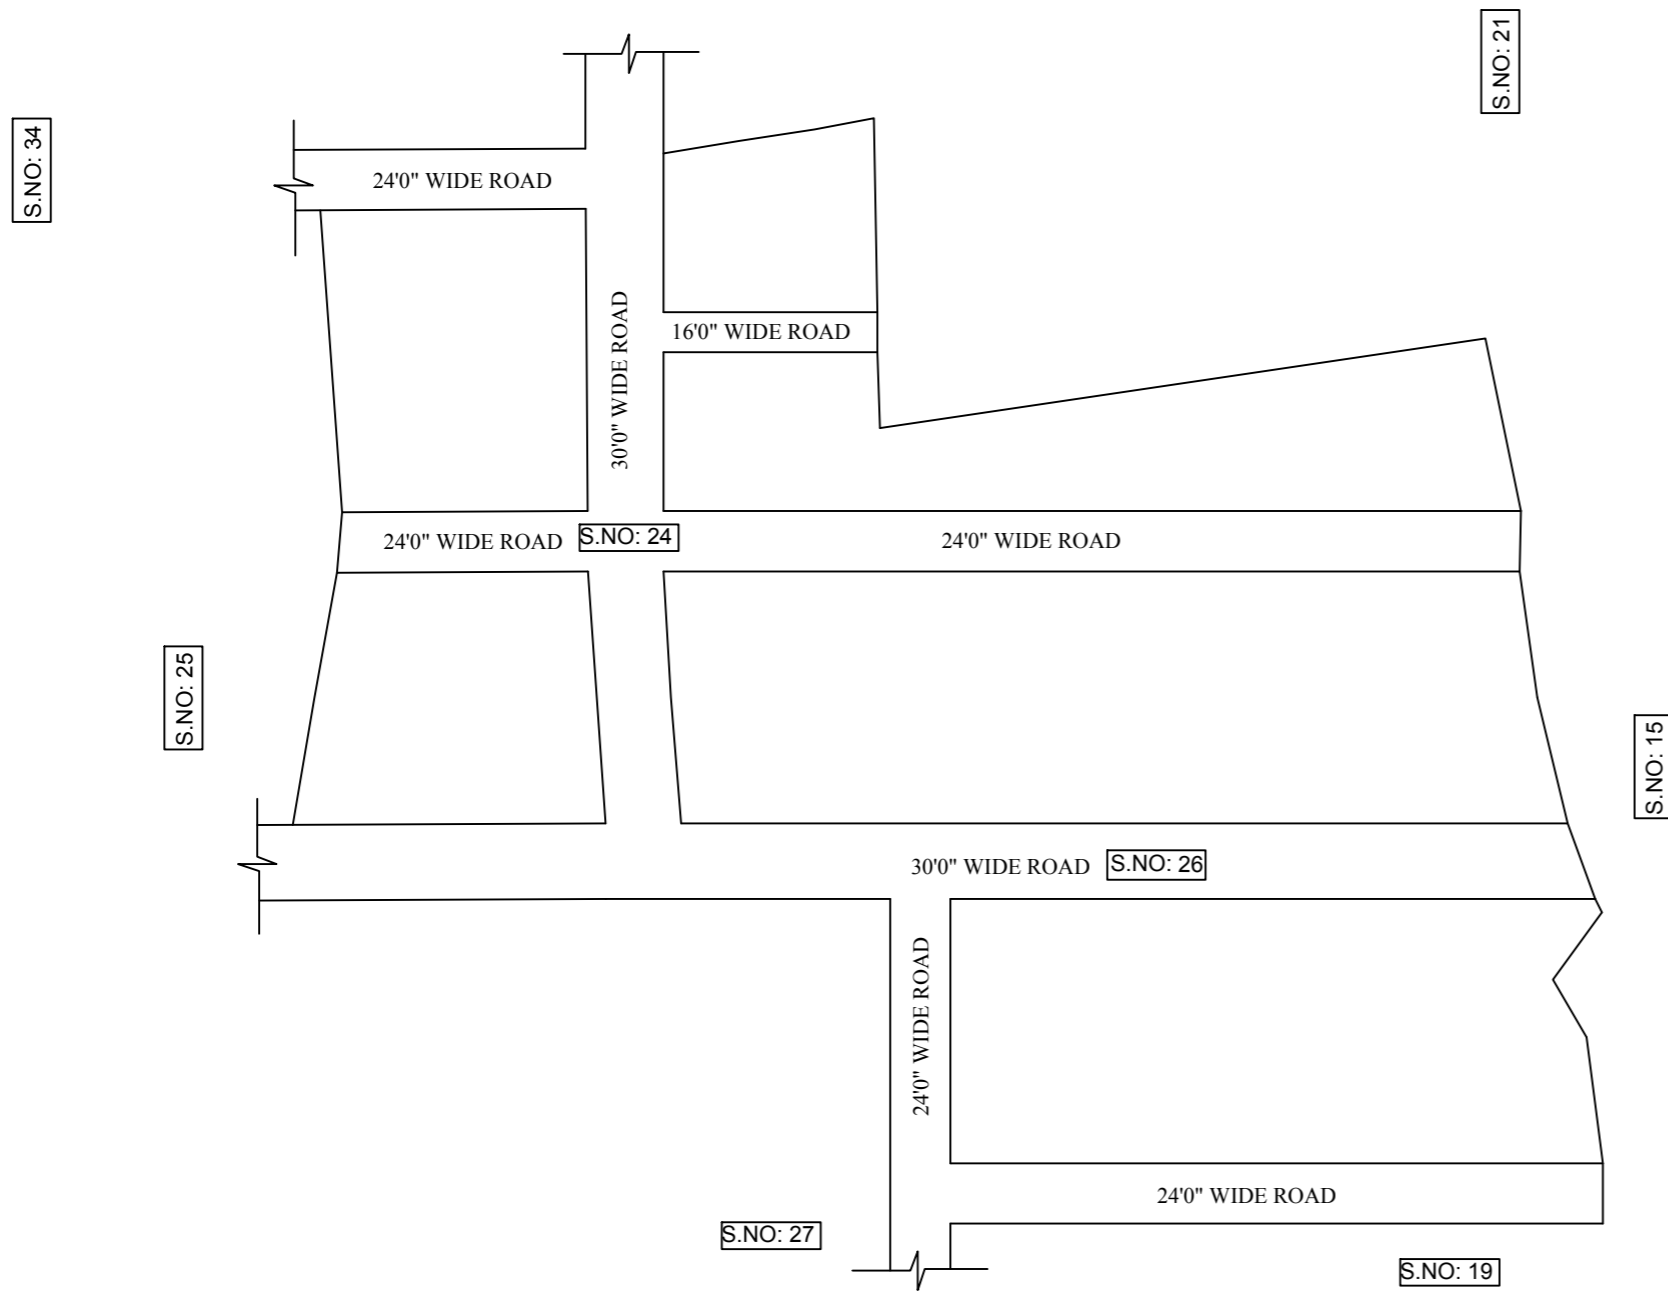 S.NO: 21
S.NO: 34
24'0" WIDE ROAD
30'0" WIDE ROAD
16'0" WIDE ROAD
24'0" WIDE ROAD
S.NO: 24
24'0" WIDE ROAD
S.NO: 25
S.NO: 15
30'0" WIDE ROAD
S.NO: 26
24'0" WIDE ROAD
24'0" WIDE ROAD
S.NO: 27
S.NO: 19